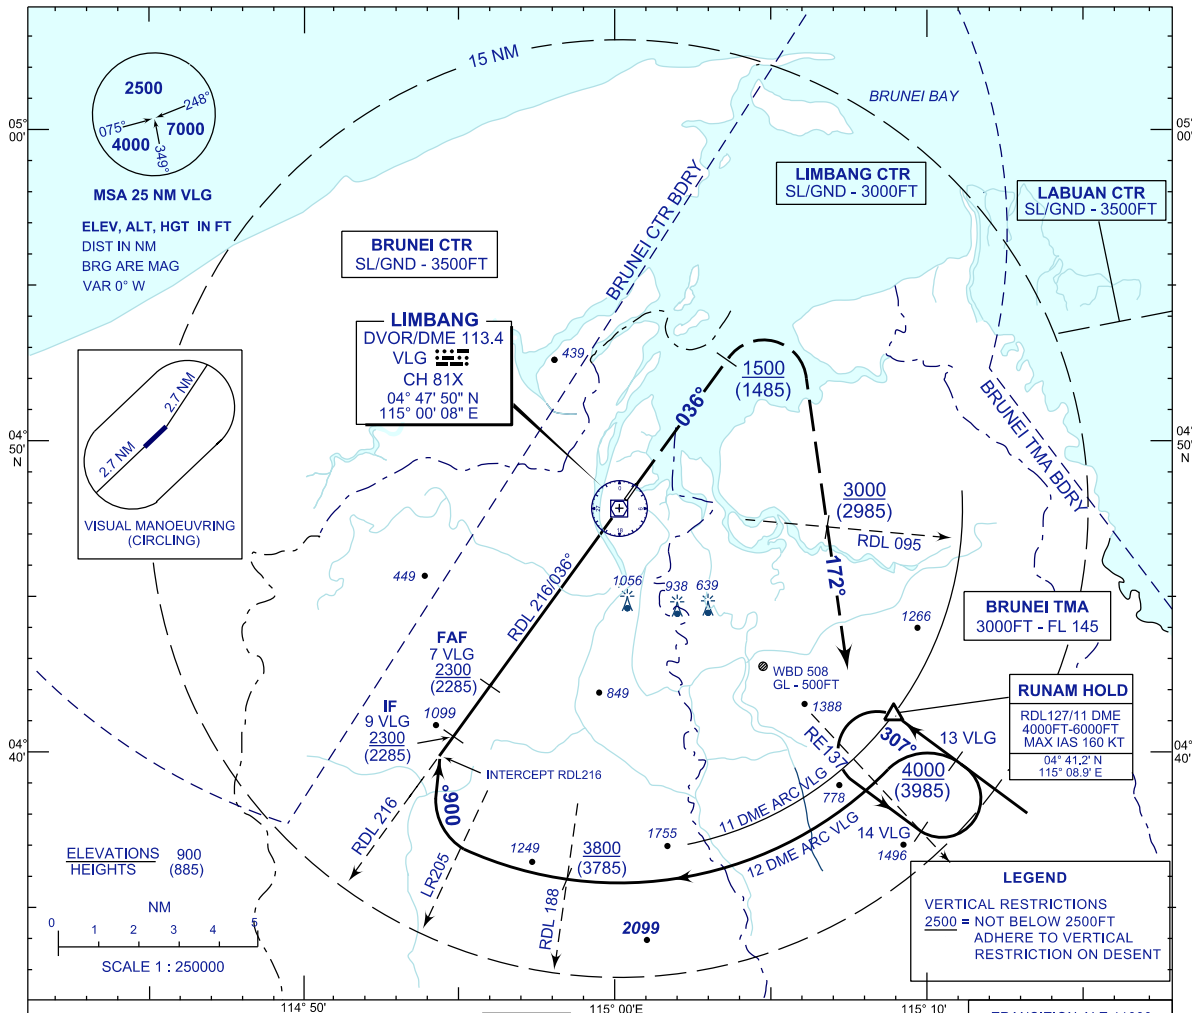 15 NM
BRUNEI BAY
05°
00'
05°
00'
2500
248°
075°
7000
4000
349°
MSA 25 NM VLG
ELEV, ALT, HGT IN FT
DIST IN NM
BRG ARE MAG
VAR 0° W
LIMBANG CTR
SL/GND - 3000FT
LABUAN CTR
SL/GND - 3500FT
BRUNEI CTR
SL/GND - 3500FT
BRUNEI CTR BDRY
LIMBANG
DVOR/DME 113.4
VLG
CH 81X
04° 47' 50" N
115° 00' 08" E
439
2.7 NM
2.7 NM
VISUAL MANOEUVRING
(CIRCLING)
1500
(1485)
036°
BRUNEI TMA BDRY
04°
50'
N
04°
50'
N
3000
(2985)
RDL 095
172°
RDL 216/036°
449
1056
938
639
1266
BRUNEI TMA
3000FT - FL 145
FAF
7 VLG
2300
(2285)
WBD 508
GL - 500FT
849
1388
IF
9 VLG
2300
(2285)
1099
RUNAM HOLD
RDL127/11 DME
4000FT-6000FT
MAX IAS 160 KT
04° 41.2' N
115° 08.9' E
307°
13 VLG
RE137
04°
40'
04°
40'
INTERCEPT RDL216
4000
(3985)
778
006°
RDL 216
11 DME ARC VLG
12 DME ARC VLG
14 VLG
1496
1755
1249
3800
(3785)
LR205
RDL 188
2099
ELEVATIONS 900
HEIGHTS (885)
NM
0 1 2 3 4 5
SCALE 1 : 250000
LEGEND
VERTICAL RESTRICTIONS
2500 = NOT BELOW 2500FT
ADHERE TO VERTICAL
RESTRICTION ON DESENT
114° 50'
115° 00'E
115° 10'